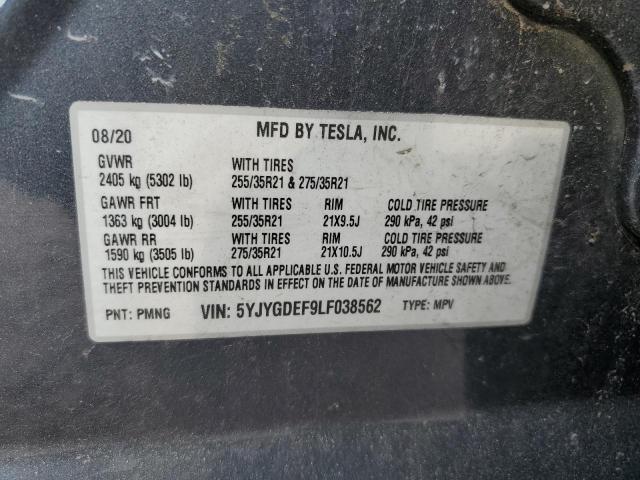 08/20 MFD BY TESLA, INC.
GVWR WITH TIRES
2405 kg (5302 lb) 255/35R21 & 275/35R21
GAWR FRT WITH TIRES RIM COLD TIRE PRESSURE
1363 kg (3004 lb) 255/35R21 21X9.5J 290 kPa, 42 psi
GAWR RR WITH TIRES RIM COLD TIRE PRESSURE
1590 kg (3505 lb) 275/35R21 21X10.5J 290 kPa, 42 psi
THIS VEHICLE CONFORMS TO ALL APPLICABLE U.S. FEDERAL MOTOR VEHICLE SAFETY AND
THEFT PREVENTION STANDARDS IN EFFECT ON THE DATE OF MANUFACTURE SHOWN ABOVE.
PNT: PMNG VIN: 5YJYGDEF9LF038562 TYPE: MPV